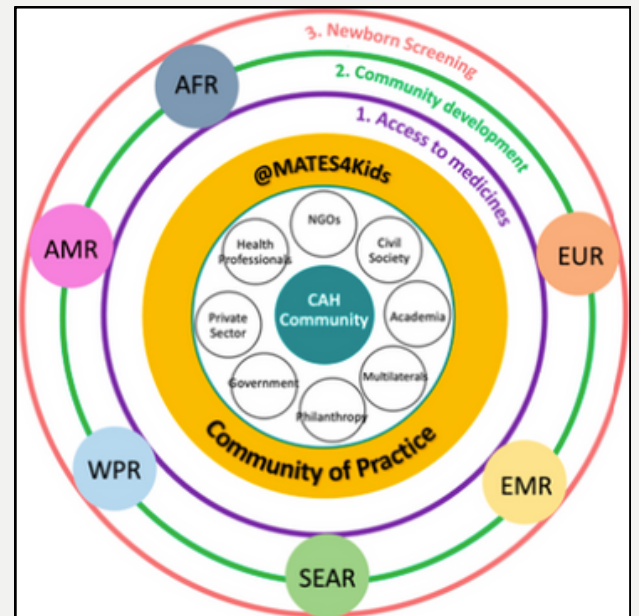 3. Newborn Screening
2. Community development
1. Access to medicines
AFR
AMR
EUR
WPR
EMR
SEAR
@MATES4Kids
NGOs
Health
Professionals
Civil
Society
Private
Sector
CAH
Community
Academia
Government
Multilaterals
Philanthropy
Community of Practice